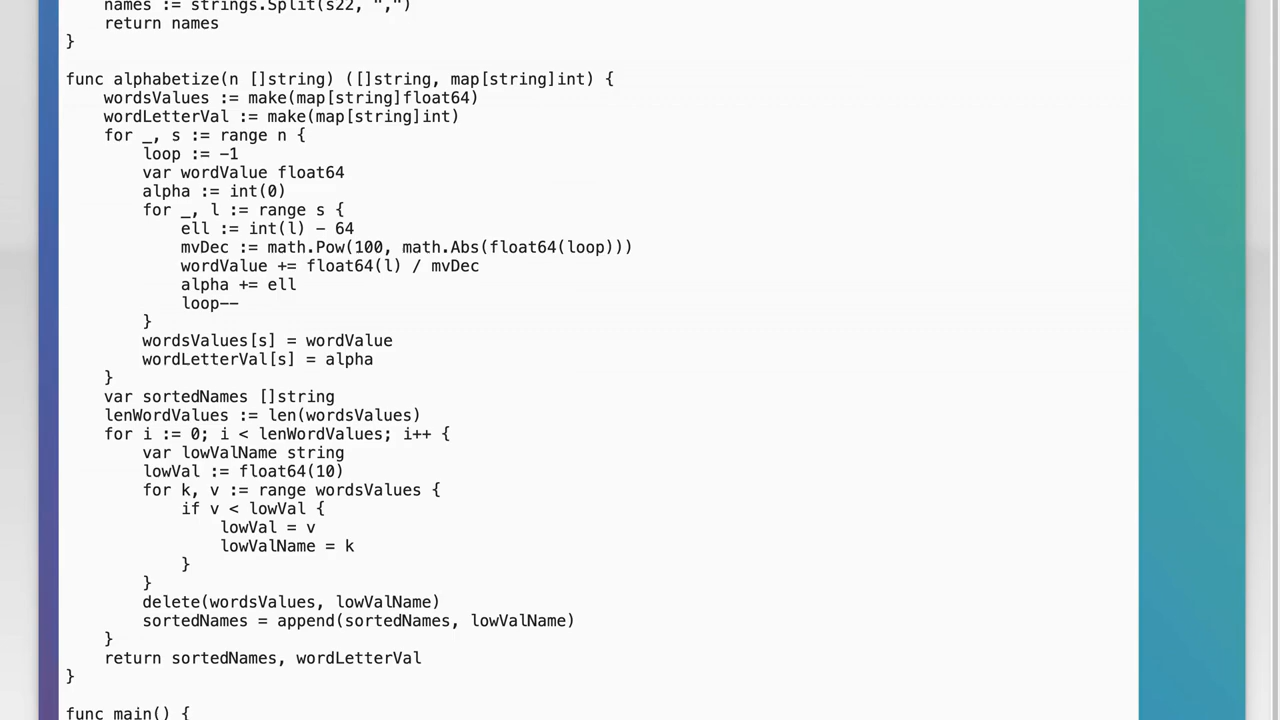 names := strings.Split(s22, ",")
return names
}
func alphabetize(n []string) ([]string, map[string]int) {
wordsValues := make(map[string]float64)
wordLetterVal := make(map[string]int)
for _, s := range n {
loop := -1
var wordValue float64
alpha := int(0)
for _, l := range s {
ell := int(l) - 64
mvDec := math.Pow(100, math.Abs(float64(loop)))
wordValue += float64(l) / mvDec
alpha += ell
loop--
}
wordsValues[s] = wordValue
wordLetterVal[s] = alpha
}
var sortedNames []string
lenWordValues := len(wordsValues)
for i := 0; i < lenWordValues; i++ {
var lowValName string
lowVal := float64(10)
for k, v := range wordsValues {
if v < lowVal {
lowVal = v
lowValName = k
}
}
delete(wordsValues, lowValName)
sortedNames = append(sortedNames, lowValName)
}
return sortedNames, wordLetterVal
}
func main() {